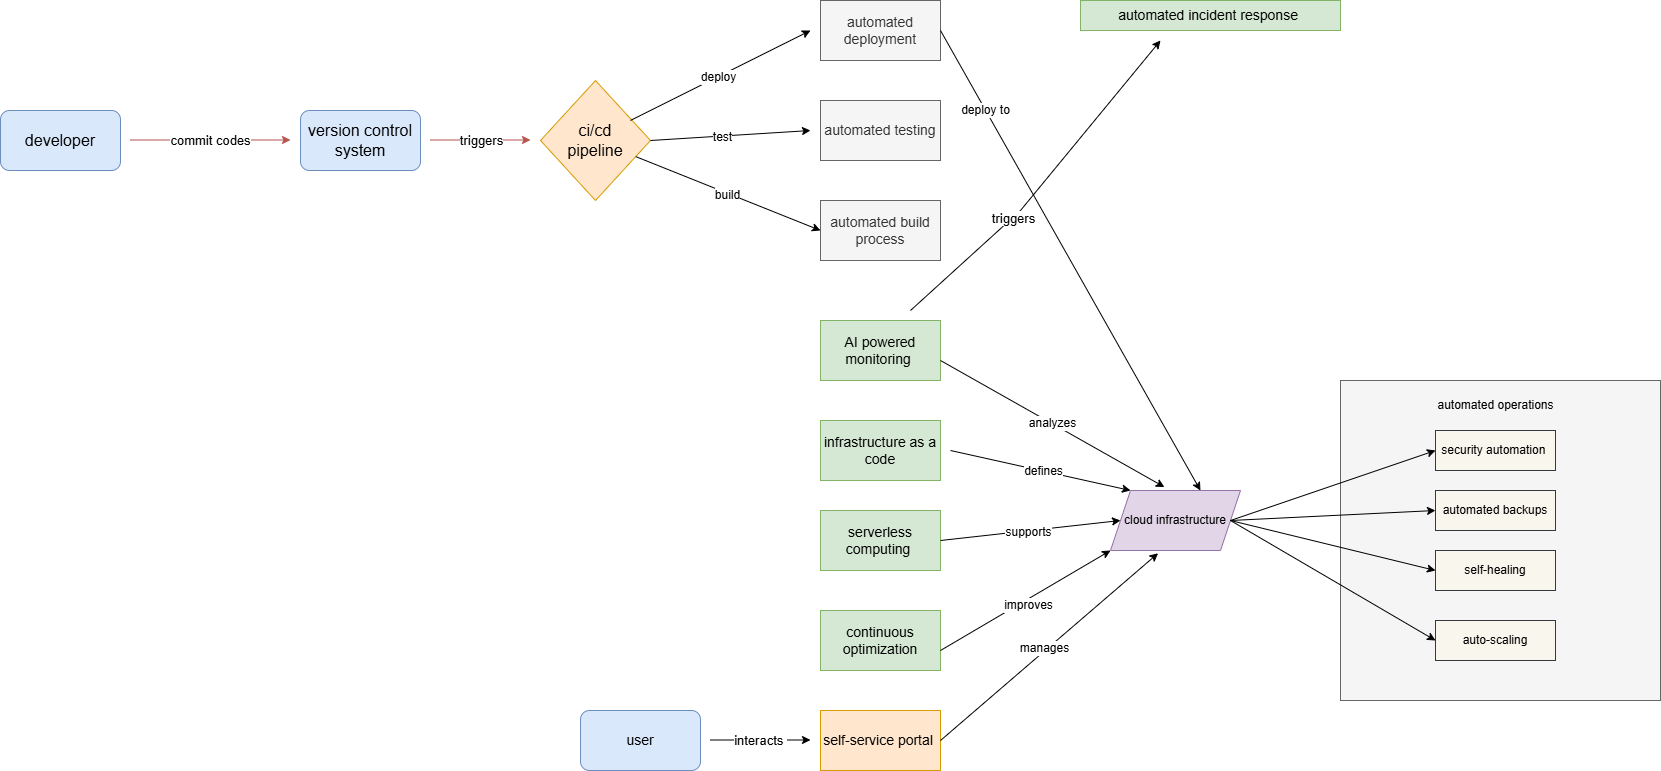 automated
deployment
automated incident response
deploy
deploy to
developer
commit codes
version control
system
triggers
ci/cd
pipeline
test
automated testing
build
automated build
process
triggers
AI powered
monitoring
analyzes
automated operations
infrastructure as a
code
defines
security automation
serverless
computing
supports
cloud infrastructure
automated backups
self-healing
continuous
optimization
improves
manages
auto-scaling
user
interacts
self-service portal